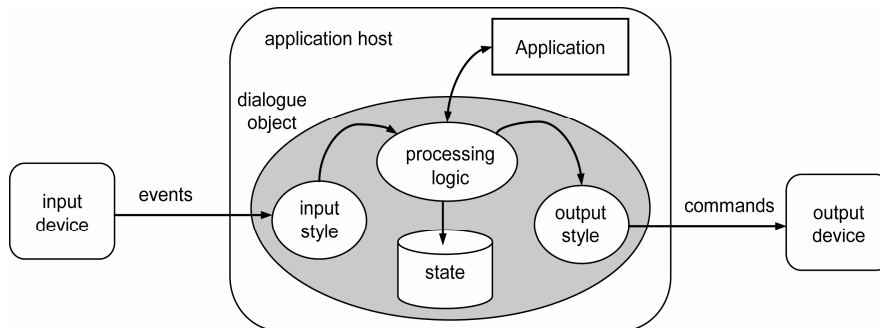 application host
Application
dialogue
object
processing
logic
input
device
events
input
style
output
style
commands
output
device
state